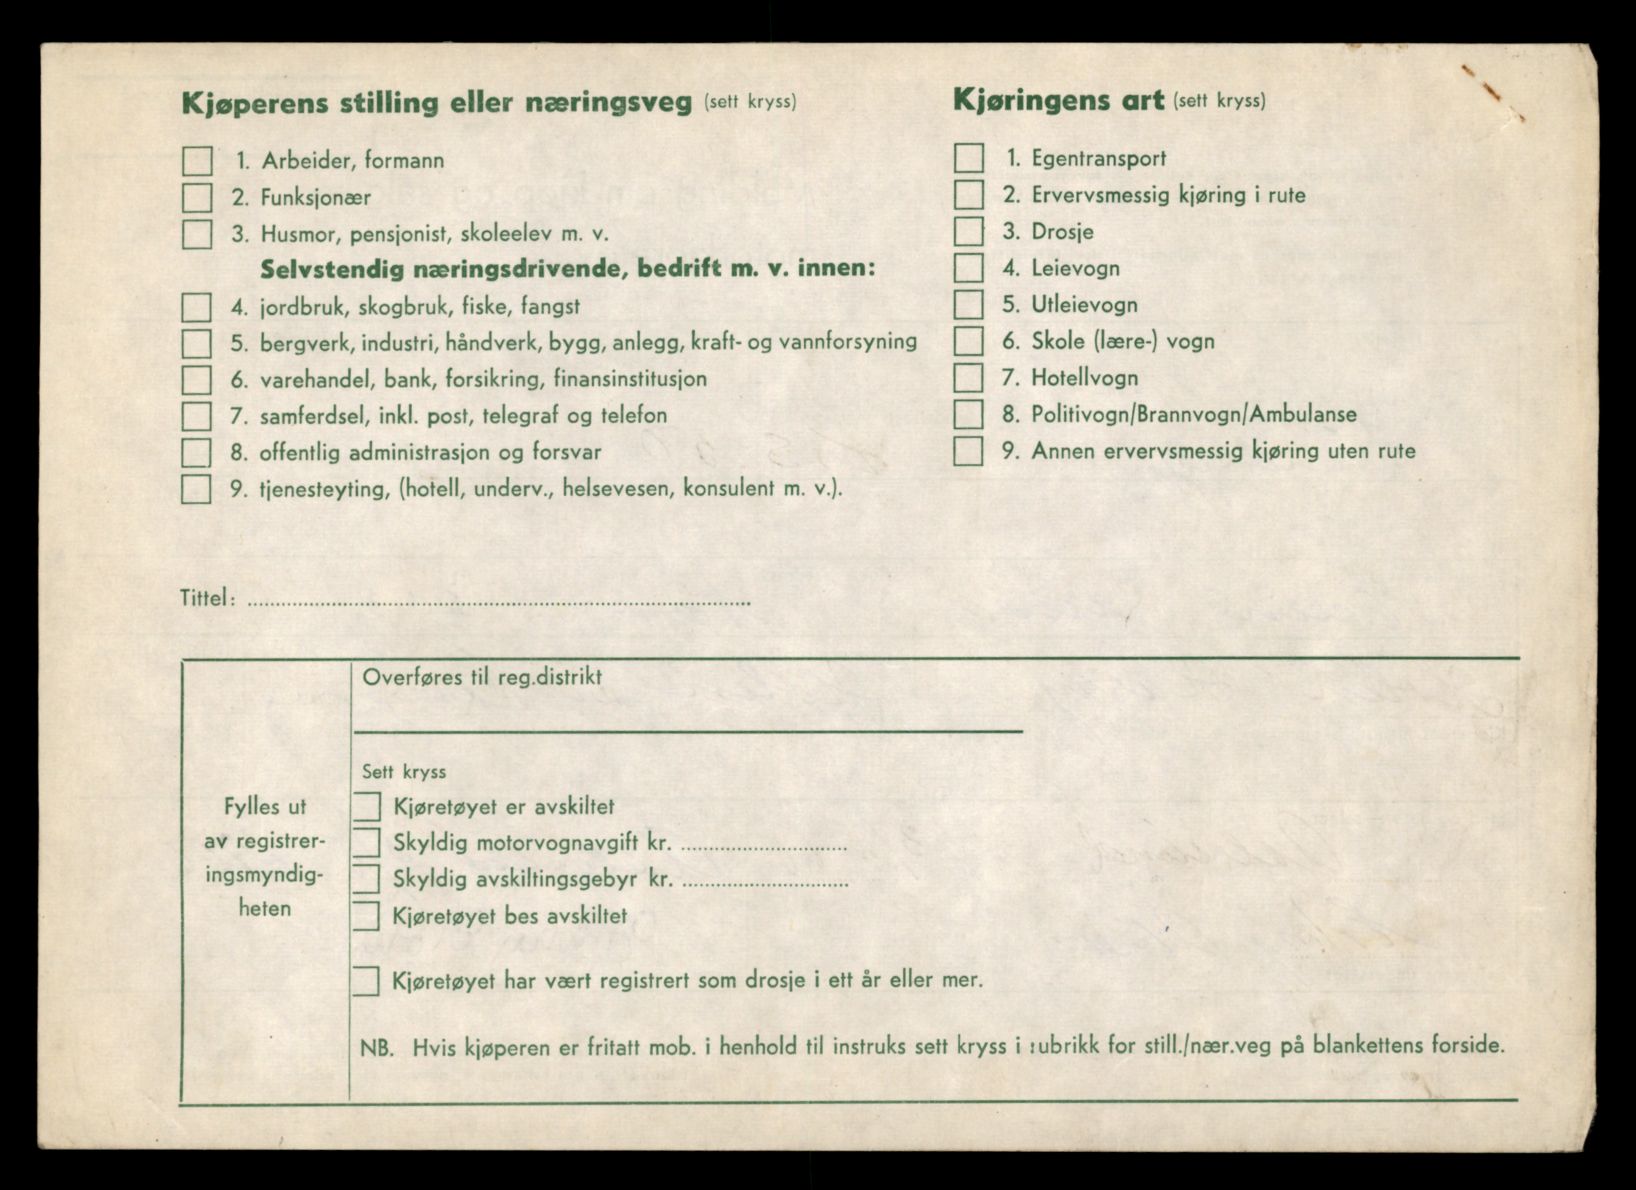 Kjøperens stilling eller næringsveg (sett kryss)
1. Arbeider, formann
2. Funksjonær
3. Husmor, pensjonist, skoleelev m. v.
Selvstendig næringsdrivende, bedrift m. v. innen:
4. jordbruk, skogbruk, fiske, fangst
5. bergverk, industri, håndverk, bygg, anlegg, kraft- og vannforsyning
6. varehandel, bank, forsikring, finansinstitusjon
7. samferdsel, inkl. post, telegraf og telefon
8. offentlig administrasjon og forsvar
9. tjenesteyting, (hotell, underv., helsevesen, konsulent m. v.).
Kjøringens art (sett kryss)
1. Egentransport
2. Ervervsmessig kjøring i rute
3. Drosje
4. Leievogn
5. Utleievogn
6. Skole (lære-) vogn
7. Hotellvogn
8. Politivogn/Brannvogn/Ambulanse
9. Annen ervervsmessig kjøring uten rute
Tittel:
Fylles ut
av registrer-
ingsmyndig-
heten
Overføres til reg.distrikt
Sett kryss
Kjøretøyet er avskiltet
Skyldig motorvognavgift kr.
Skyldig avskiltingsgebyr kr.
Kjøretøyet bes avskiltet
Kjøretøyet har vært registrert som drosje i ett år eller mer.
NB. Hvis kjøperen er fritatt mob. i henhold til instruks sett kryss i rubrikk for still./nær.veg på blankettens forside.